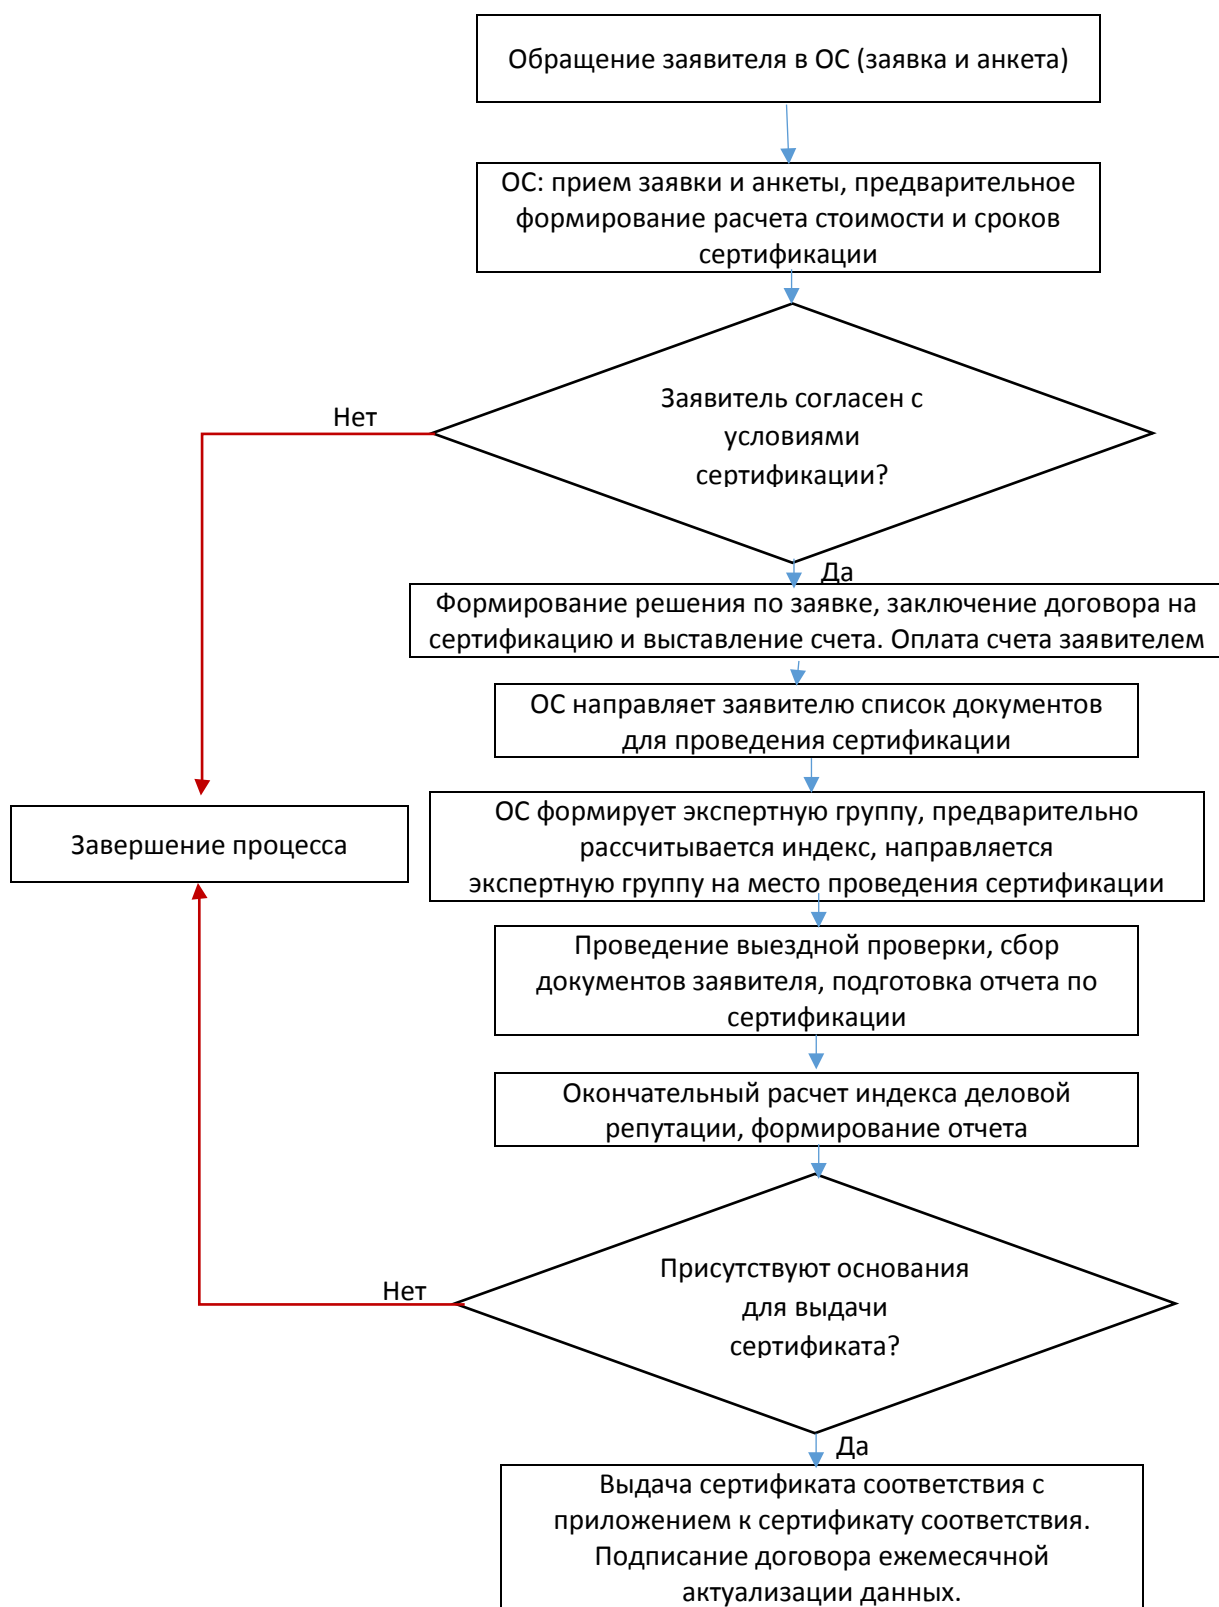 Обращение заявителя в ОС (заявка и анкета)
ОС: прием заявки и анкеты, предварительное
формирование расчета стоимости и сроков
сертификации
Заявитель согласен с
условиями
сертификации?
Нет
Да
Формирование решения по заявке, заключение договора на
сертификацию и выставление счета. Оплата счета заявителем
ОС направляет заявителю список документов
для проведения сертификации
ОС формирует экспертную группу, предварительно
рассчитывается индекс, направляется
экспертную группу на место проведения сертификации
Завершение процесса
Проведение выездной проверки, сбор
документов заявителя, подготовка отчета по
сертификации
Окончательный расчет индекса деловой
репутации, формирование отчета
Присутствуют основания
для выдачи
сертификата?
Нет
Да
Выдача сертификата соответствия с
приложением к сертификату соответствия.
Подписание договора ежемесячной
актуализации данных.